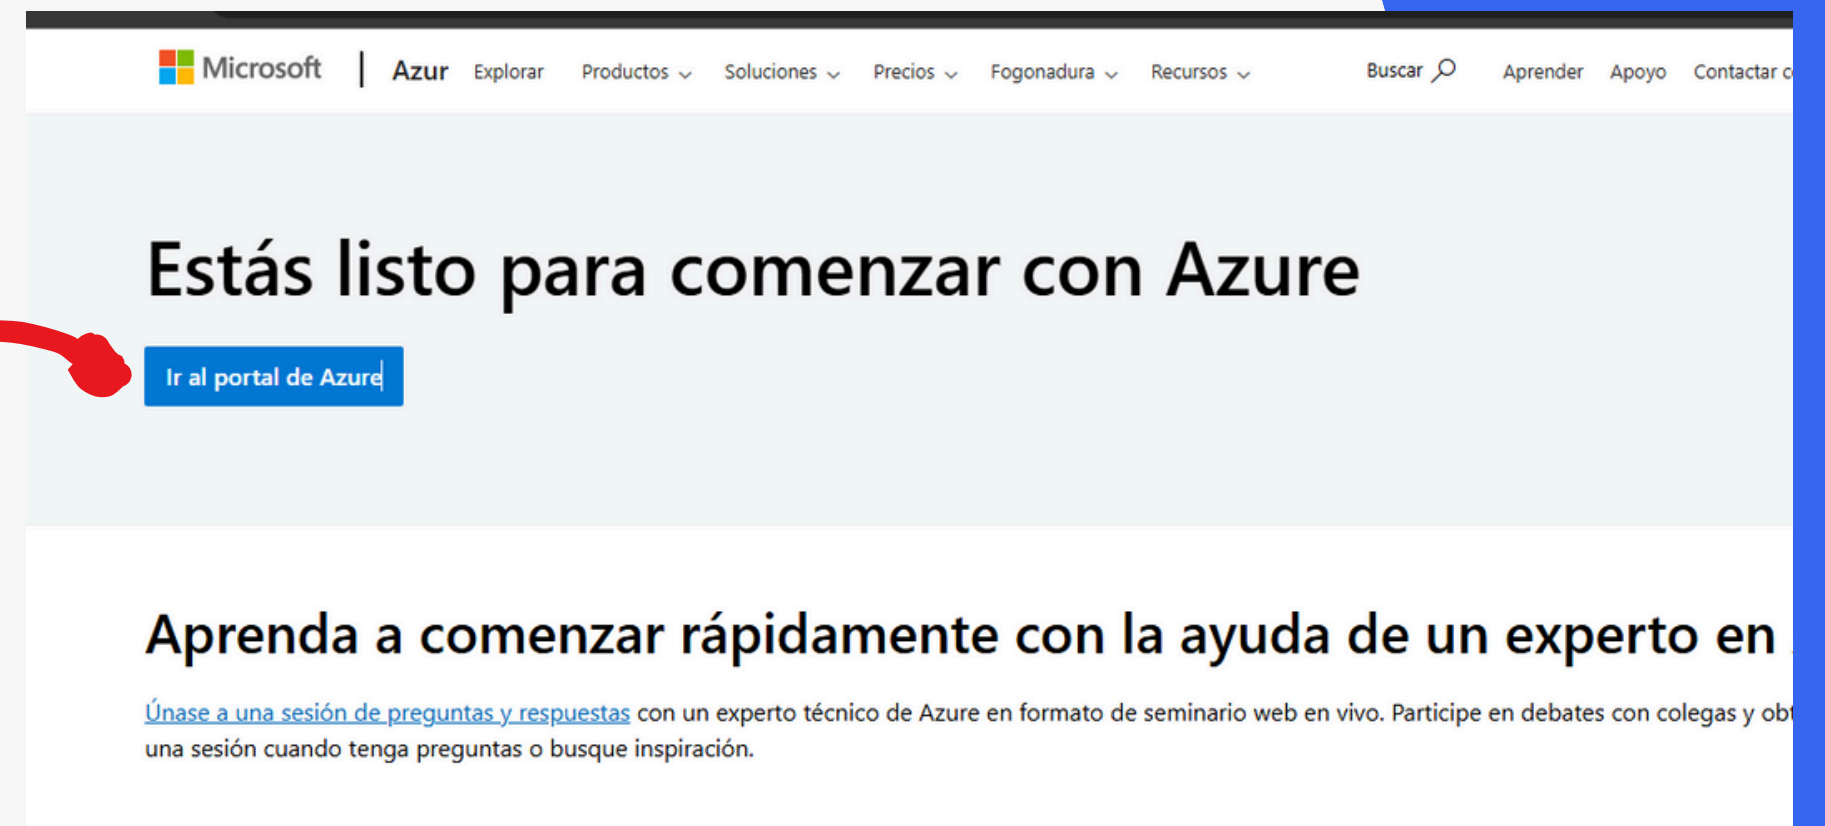 Microsoft | Azur Explorar Productos Soluciones Precios Fogonadura Recursos Buscar Aprender Apoyo Contactar
Estás listo para comenzar con Azure
Ir al portal de Azure
Aprenda a comenzar rápidamente con la ayuda de un experto en
Únase a una sesión de preguntas y respuestas con un experto técnico de Azure en formato de seminario web en vivo. Participe en debates con colegas y
una sesión cuando tenga preguntas o busque inspiración.